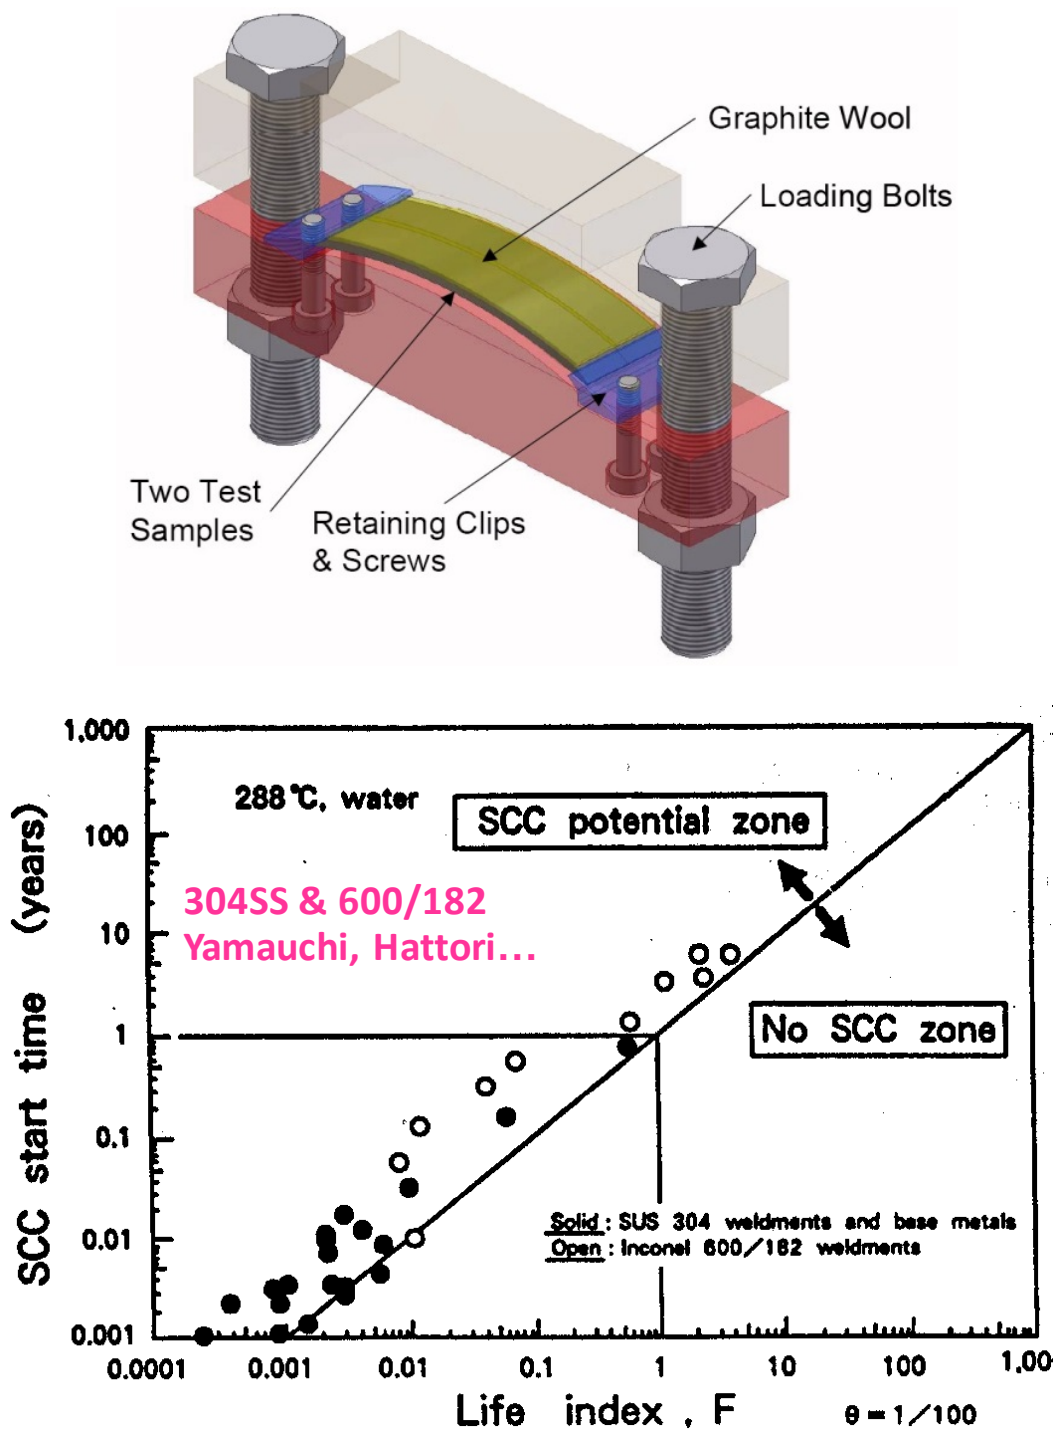 Graphite Wool
Loading Bolts
Two Test
Samples
Retaining Clips
& Screws
1,000
100
10
1
0.1
0.01
0.001
SCC start time (years)
288°C, water
SCC potential zone
304SS & 600/182
Yamauchi, Hattori...
No SCC zone
Solid : SUS 304 weldments and base metals
Open : Inconel 600/182 weldments
0.0001
0.001
0.01
0.1
1
10
100
1,00
Life index, F
θ = 1/100